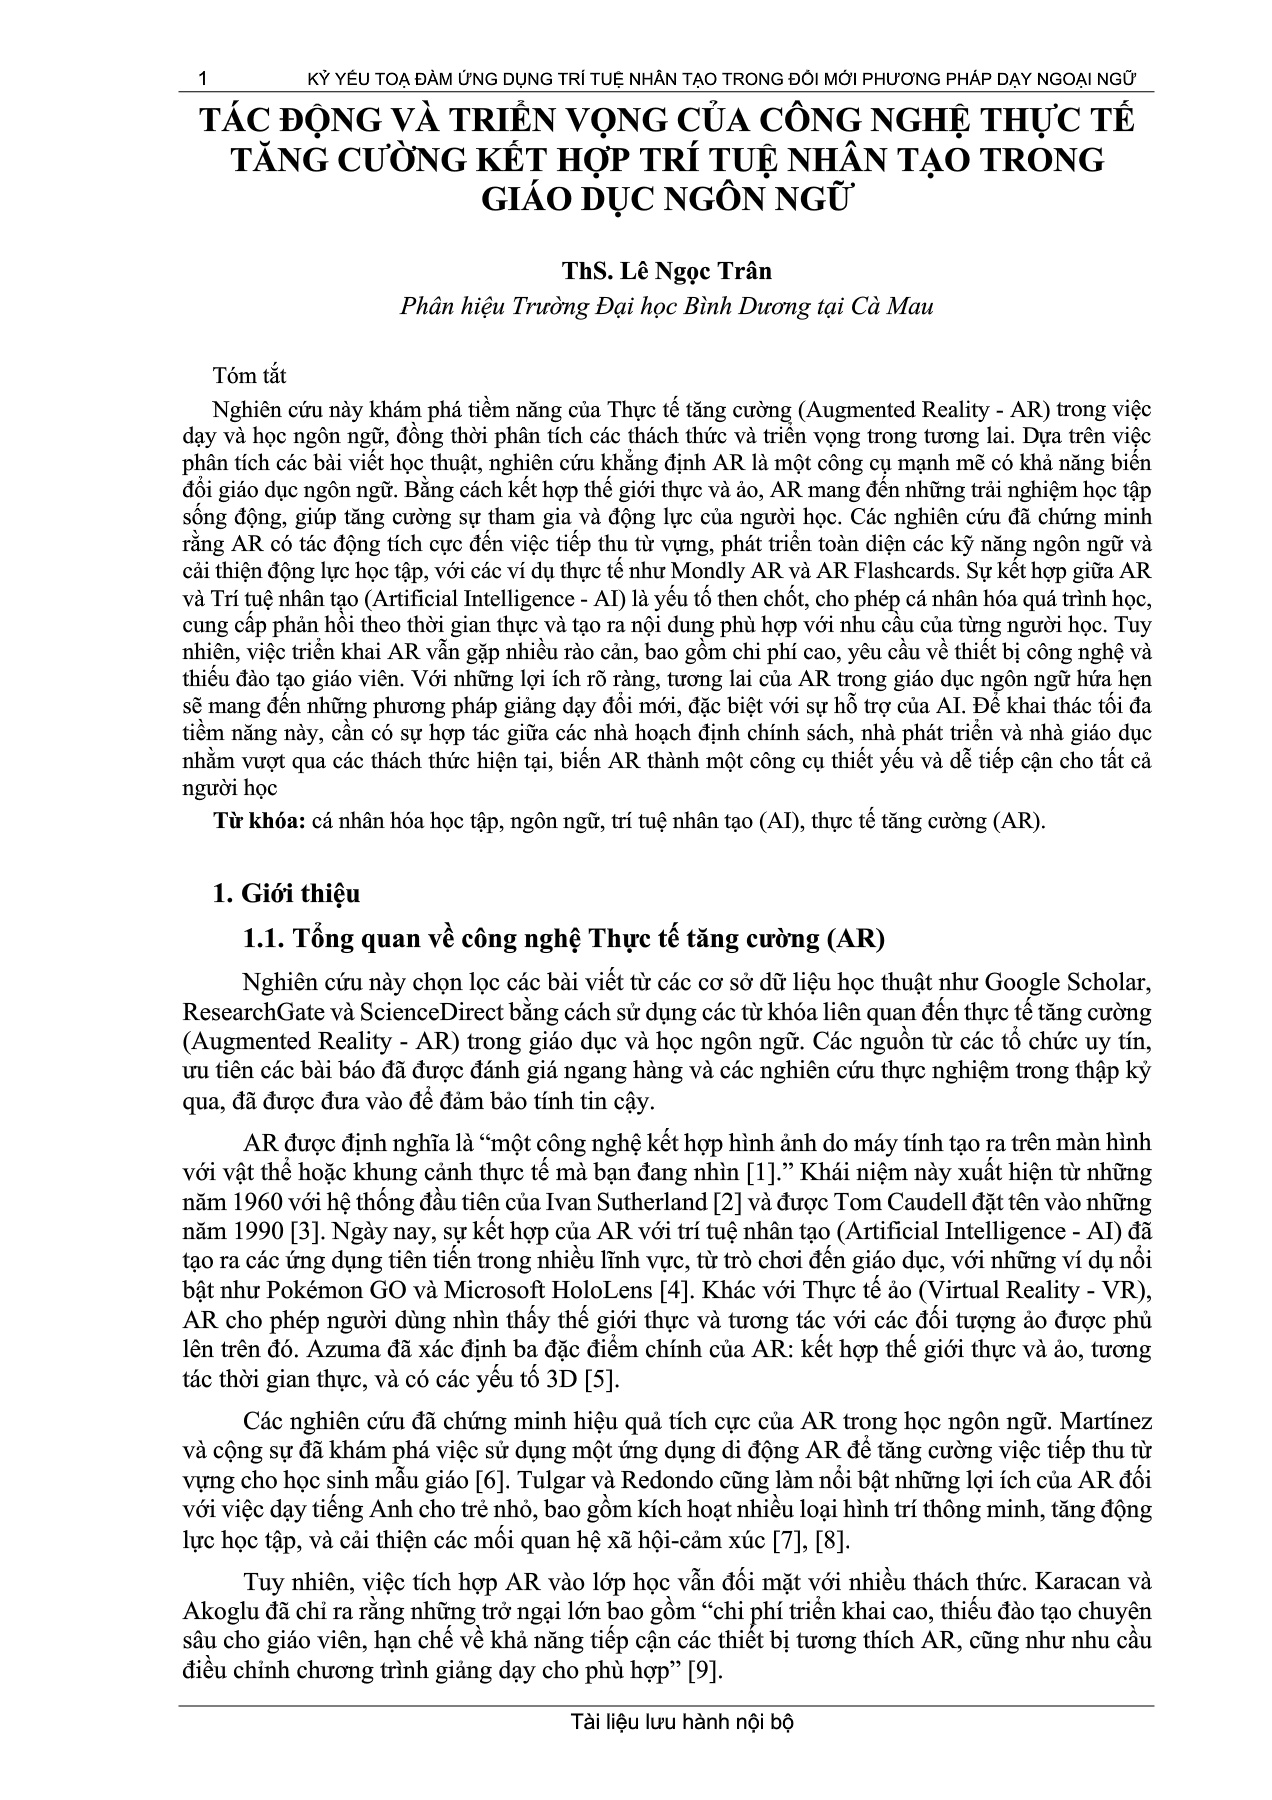 1 KỶ YẾU TOẠ ĐÀM ỨNG DỤNG TRÍ TUỆ NHÂN TẠO TRONG ĐỔI MỚI PHƯƠNG PHÁP DẠY NGOẠI NGỮ
TÁC ĐỘNG VÀ TRIỂN VỌNG CỦA CÔNG NGHỆ THỰC TẾ
TĂNG CƯỜNG KẾT HỢP TRÍ TUỆ NHÂN TẠO TRONG
GIÁO DỤC NGÔN NGỮ
ThS. Lê Ngọc Trân
Phân hiệu Trường Đại học Bình Dương tại Cà Mau
Tóm tắt
Nghiên cứu này khám phá tiềm năng của Thực tế tăng cường (Augmented Reality - AR) trong việc
dạy và học ngôn ngữ, đồng thời phân tích các thách thức và triển vọng trong tương lai. Dựa trên việc
phân tích các bài viết học thuật, nghiên cứu khẳng định AR là một công cụ mạnh mẽ có khả năng biến
đổi giáo dục ngôn ngữ. Bằng cách kết hợp thế giới thực và ảo, AR mang đến những trải nghiệm học tập
sống động, giúp tăng cường sự tham gia và động lực của người học. Các nghiên cứu đã chứng minh
rằng AR có tác động tích cực đến việc tiếp thu từ vựng, phát triển toàn diện các kỹ năng ngôn ngữ và
cải thiện động lực học tập, với các ví dụ thực tế như Mondly AR và AR Flashcards. Sự kết hợp giữa AR
và Trí tuệ nhân tạo (Artificial Intelligence - AI) là yếu tố then chốt, cho phép cá nhân hóa quá trình học,
cung cấp phản hồi theo thời gian thực và tạo ra nội dung phù hợp với nhu cầu của từng người học. Tuy
nhiên, việc triển khai AR vẫn gặp nhiều rào cản, bao gồm chi phí cao, yêu cầu về thiết bị công nghệ và
thiếu đào tạo giáo viên. Với những lợi ích rõ ràng, tương lai của AR trong giáo dục ngôn ngữ hứa hẹn
sẽ mang đến những phương pháp giảng dạy đổi mới, đặc biệt với sự hỗ trợ của AI. Để khai thác tối đa
tiềm năng này, cần có sự hợp tác giữa các nhà hoạch định chính sách, nhà phát triển và nhà giáo dục
nhằm vượt qua các thách thức hiện tại, biến AR thành một công cụ thiết yếu và dễ tiếp cận cho tất cả
người học
Từ khóa: cá nhân hóa học tập, ngôn ngữ, trí tuệ nhân tạo (AI), thực tế tăng cường (AR).
1. Giới thiệu
1.1. Tổng quan về công nghệ Thực tế tăng cường (AR)
Nghiên cứu này chọn lọc các bài viết từ các cơ sở dữ liệu học thuật như Google Scholar,
ResearchGate và ScienceDirect bằng cách sử dụng các từ khóa liên quan đến thực tế tăng cường
(Augmented Reality - AR) trong giáo dục và học ngôn ngữ. Các nguồn từ các tổ chức uy tín,
ưu tiên các bài báo đã được đánh giá ngang hàng và các nghiên cứu thực nghiệm trong thập kỷ
qua, đã được đưa vào để đảm bảo tính tin cậy.
AR được định nghĩa là “một công nghệ kết hợp hình ảnh do máy tính tạo ra trên màn hình
với vật thể hoặc khung cảnh thực tế mà bạn đang nhìn [1].” Khái niệm này xuất hiện từ những
năm 1960 với hệ thống đầu tiên của Ivan Sutherland [2] và được Tom Caudell đặt tên vào những
năm 1990 [3]. Ngày nay, sự kết hợp của AR với trí tuệ nhân tạo (Artificial Intelligence - AI) đã
tạo ra các ứng dụng tiên tiến trong nhiều lĩnh vực, từ trò chơi đến giáo dục, với những ví dụ nổi
bật như Pokémon GO và Microsoft HoloLens [4]. Khác với Thực tế ảo (Virtual Reality - VR),
AR cho phép người dùng nhìn thấy thế giới thực và tương tác với các đối tượng ảo được phủ
lên trên đó. Azuma đã xác định ba đặc điểm chính của AR: kết hợp thế giới thực và ảo, tương
tác thời gian thực, và có các yếu tố 3D [5].
Các nghiên cứu đã chứng minh hiệu quả tích cực của AR trong học ngôn ngữ. Martínez
và cộng sự đã khám phá việc sử dụng một ứng dụng di động AR để tăng cường việc tiếp thu từ
vựng cho học sinh mẫu giáo [6]. Tulgar và Redondo cũng làm nổi bật những lợi ích của AR đối
với việc dạy tiếng Anh cho trẻ nhỏ, bao gồm kích hoạt nhiều loại hình trí thông minh, tăng động
lực học tập, và cải thiện các mối quan hệ xã hội-cảm xúc [7], [8].
Tuy nhiên, việc tích hợp AR vào lớp học vẫn đối mặt với nhiều thách thức. Karacan và
Akoglu đã chỉ ra rằng những trở ngại lớn bao gồm “chi phí triển khai cao, thiếu đào tạo chuyên
sâu cho giáo viên, hạn chế về khả năng tiếp cận các thiết bị tương thích AR, cũng như nhu cầu
điều chỉnh chương trình giảng dạy cho phù hợp” [9].
Tài liệu lưu hành nội bộ